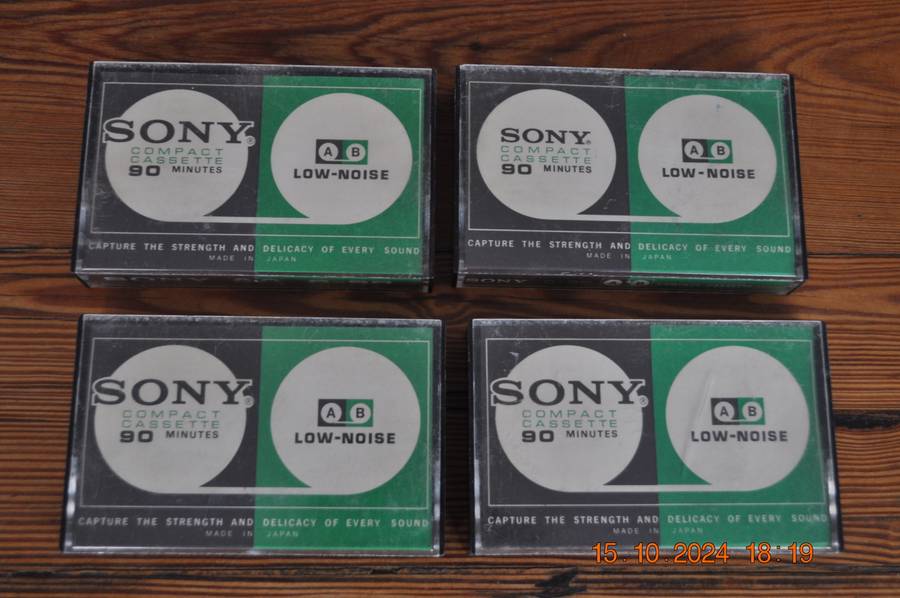 SONY®
COMPACT
CASSETTE
90 MINUTES
A B
LOW-NOISE
CAPTURE THE STRENGTH AND DELICACY OF EVERY SOUND
MADE IN JAPAN
SONY®
COMPACT
CASSETTE
90 MINUTES
A B
LOW-NOISE
CAPTURE THE STRENGTH AND DELICACY OF EVERY SOUND
MADE IN JAPAN
SONY
SONY®
COMPACT
CASSETTE
90 MINUTES
A B
LOW-NOISE
CAPTURE THE STRENGTH AND DELICACY OF EVERY SOUND
MADE IN JAPAN
SONY®
COMPACT
CASSETTE
90 MINUTES
A B
LOW-NOISE
CAPTURE THE STRENGTH AND DELICACY OF EVERY SOUND
MADE IN JAPAN
15.10.2024 18:19